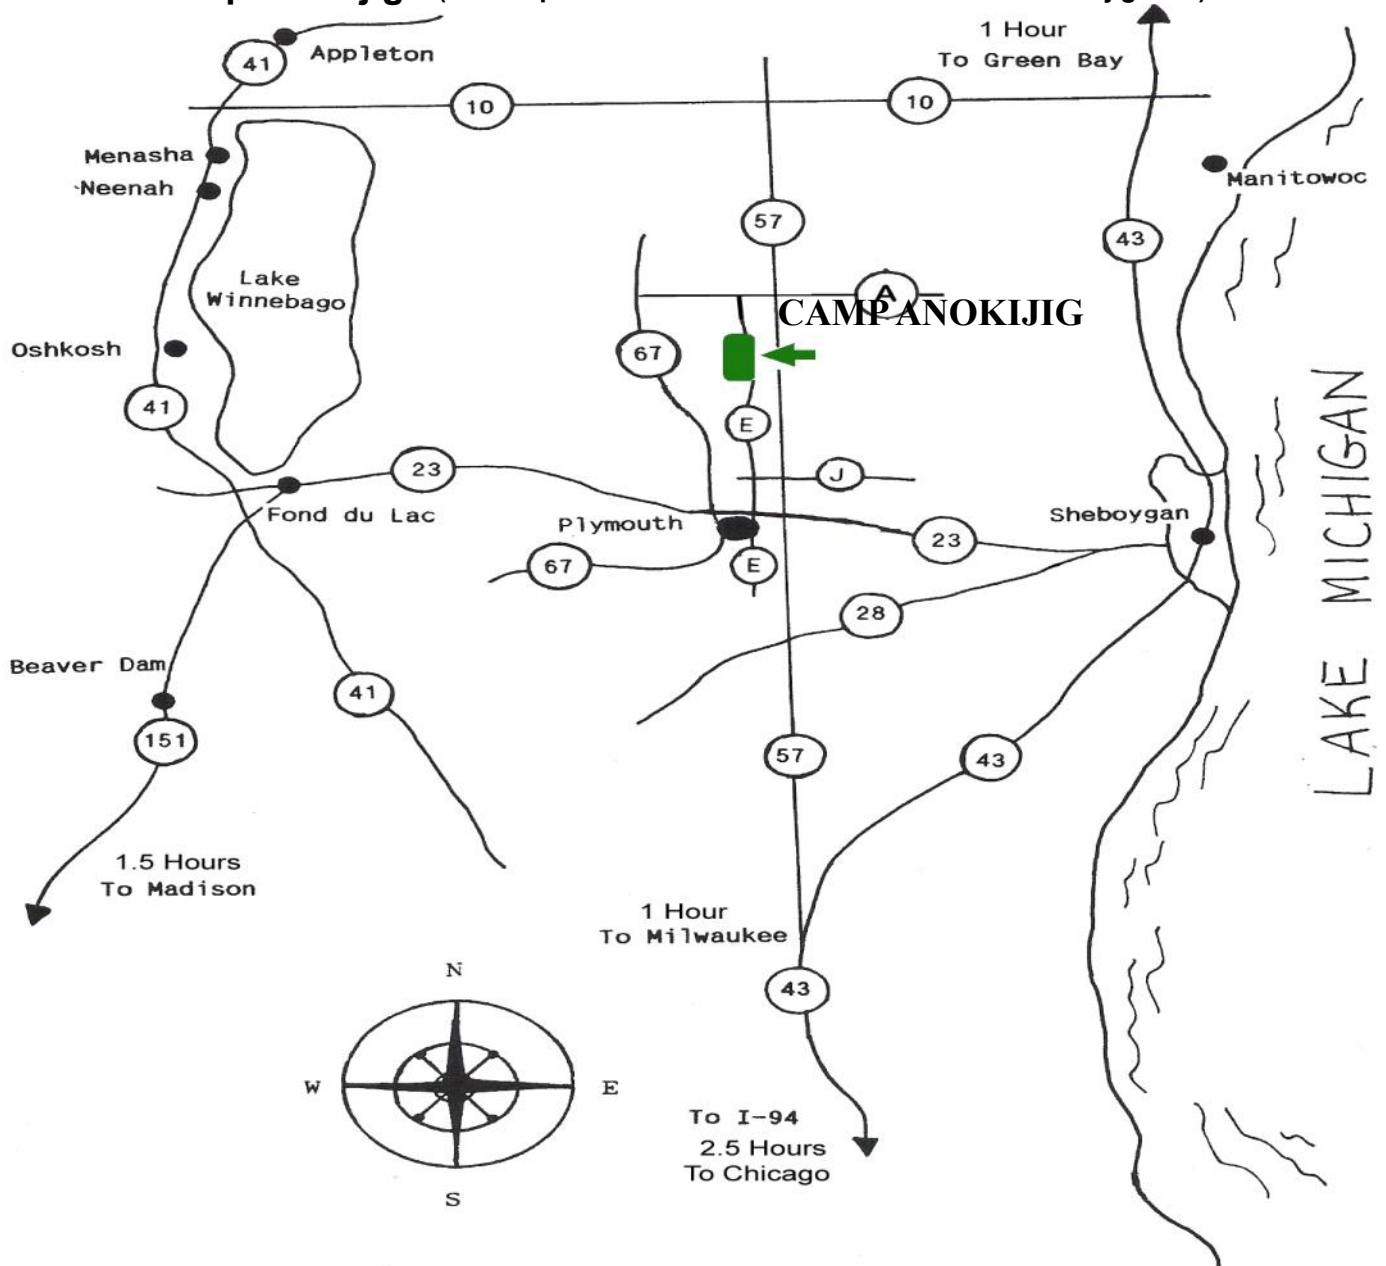 1 Hour
To Green Bay
41
Appleton
10
10
Menasha
Neenah
Manitowoc
57
43
Lake
Winnebago
A
CAMP ANOKIJIG
Oshkosh
67
41
E
23
J
LAKE MICHIGAN
Fond du Lac
Plymouth
Sheboygan
23
67
E
28
Beaver Dam
41
151
57
43
1.5 Hours
To Madison
1 Hour
To Milwaukee
43
N
W
E
S
To I-94
2.5 Hours
To Chicago